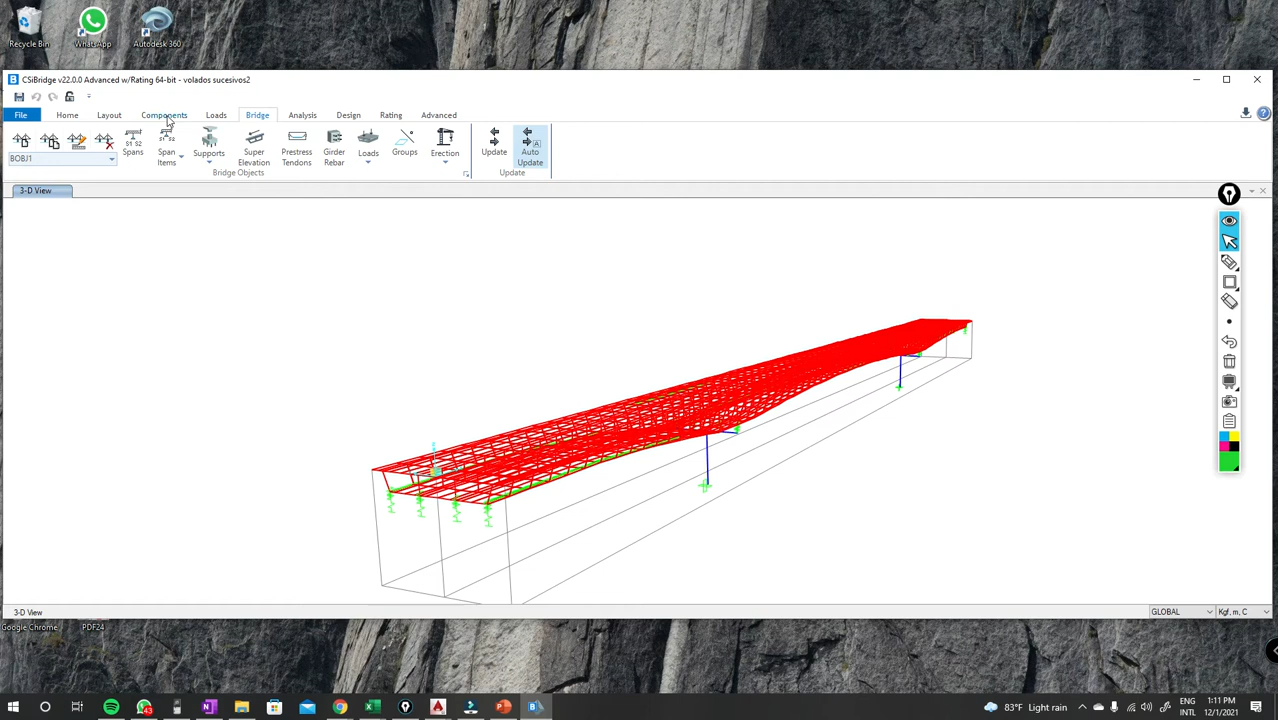 Recycle Bin
WhatsApp
Autodesk 360
B CSiBridge v22.0.0 Advanced w/Rating 64-bit - volados sucesivos2
File Home Layout Components Loads Bridge Analysis Design Rating Advanced
Spans
Span Items
Supports
Super Elevation
Prestress Tendons
Girder Rebar
Loads
Groups
Erection
Update
Auto Update
BOBJ1
Bridge Objects
Update
3-D View
3-D View
GLOBAL
Kgf, m, C
Google Chrome
PDF24
43
83°F Light rain
ENG
INTL
1:11 PM
12/1/2021